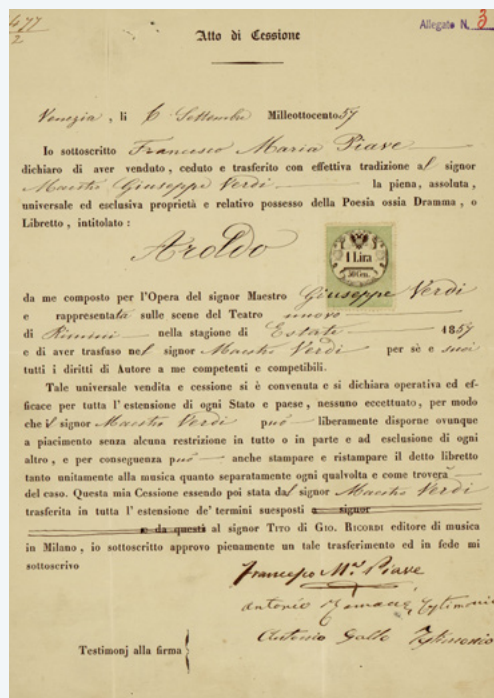 477
2
Allegato N. 3
Atto di Cessione
Venezia, li 6 Settembre Milleottocento57
Io sottoscritto Francesco Maria Piave
dichiaro di aver venduto, ceduto e trasferito con effettiva tradizione al signor
Maestro Giuseppe Verdi la piena, assoluta,
universale ed esclusiva proprietà e relativo possesso della Poesia ossia Dramma, o
Libretto, intitolato:
Aroldo
1 Lira
50 Cen.
da me composto per l'Opera del signor Maestro Giuseppe Verdi
e rappresentata sulle scene del Teatro nuovo
di Rimini nella stagione di Estate 1857
e di aver trasfuso nel signor Maestro Verdi per sè e suoi
tutti i diritti di Autore a me competenti e competibili.
Tale universale vendita e cessione si è convenuta e si dichiara operativa ed ef-
ficace per tutta l'estensione di ogni Stato e paese, nessuno eccettuato, per modo
che il signor Maestro Verdi può liberamente disporne ovunque
a piacimento senza alcuna restrizione in tutto o in parte e ad esclusione di ogni
altro, e per conseguenza può anche stampare e ristampare il detto libretto
tanto unitamente alla musica quanto separatamente ogni qualvolta e come troverà
del caso. Questa mia Cessione essendo poi stata dal signor Maestro Verdi
trasferita in tutta l'estensione de' termini suesposti a signor
e da questi al signor TITO di GIO. RICORDI editore di musica
in Milano, io sottoscritto approvo pienamente un tale trasferimento ed in fede mi
sottoscrivo
Francesco M.a Piave
Antonio Testimonio
Antonio Gallo Testimonio
Testimonj alla firma